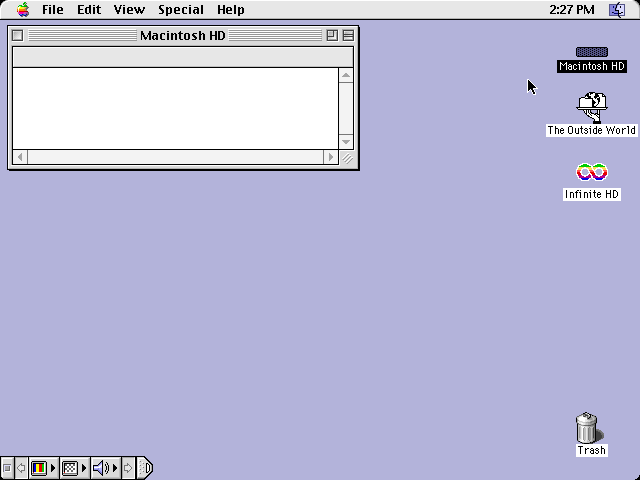 File Edit View Special Help 2:27 PM
Macintosh HD
Macintosh HD
The Outside World
Infinite HD
Trash